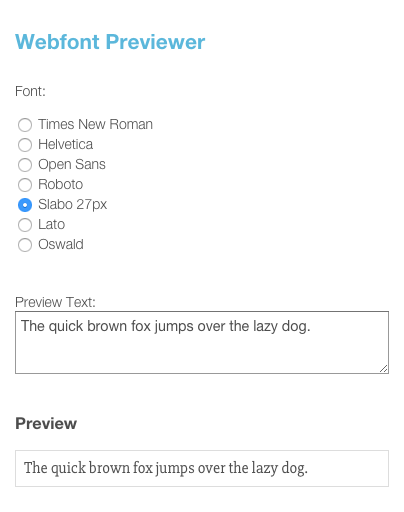 Webfont Previewer
Font:
Times New Roman
Helvetica
Open Sans
Roboto
Slabo 27px
Lato
Oswald
Preview Text:
The quick brown fox jumps over the lazy dog.
Preview
The quick brown fox jumps over the lazy dog.